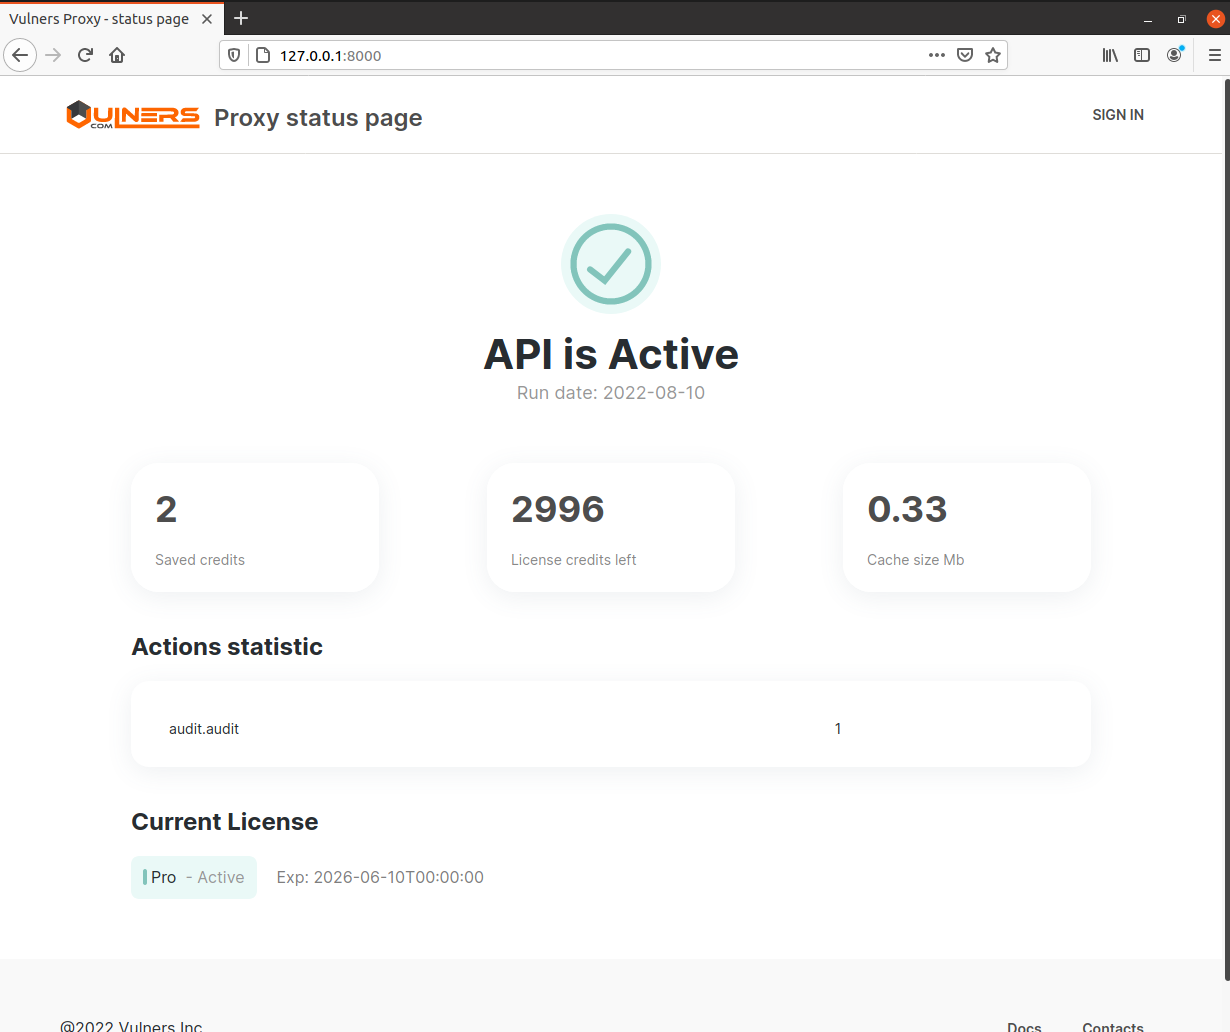 Vulners Proxy - status page
127.0.0.1:8000
VULNERS COM Proxy status page SIGN IN
API is Active
Run date: 2022-08-10
2 2996 0.33
Saved credits License credits left Cache size Mb
Actions statistic
audit.audit 1
Current License
Pro - Active Exp: 2026-06-10T00:00:00
@2022 Vulners Inc Docs Contacts